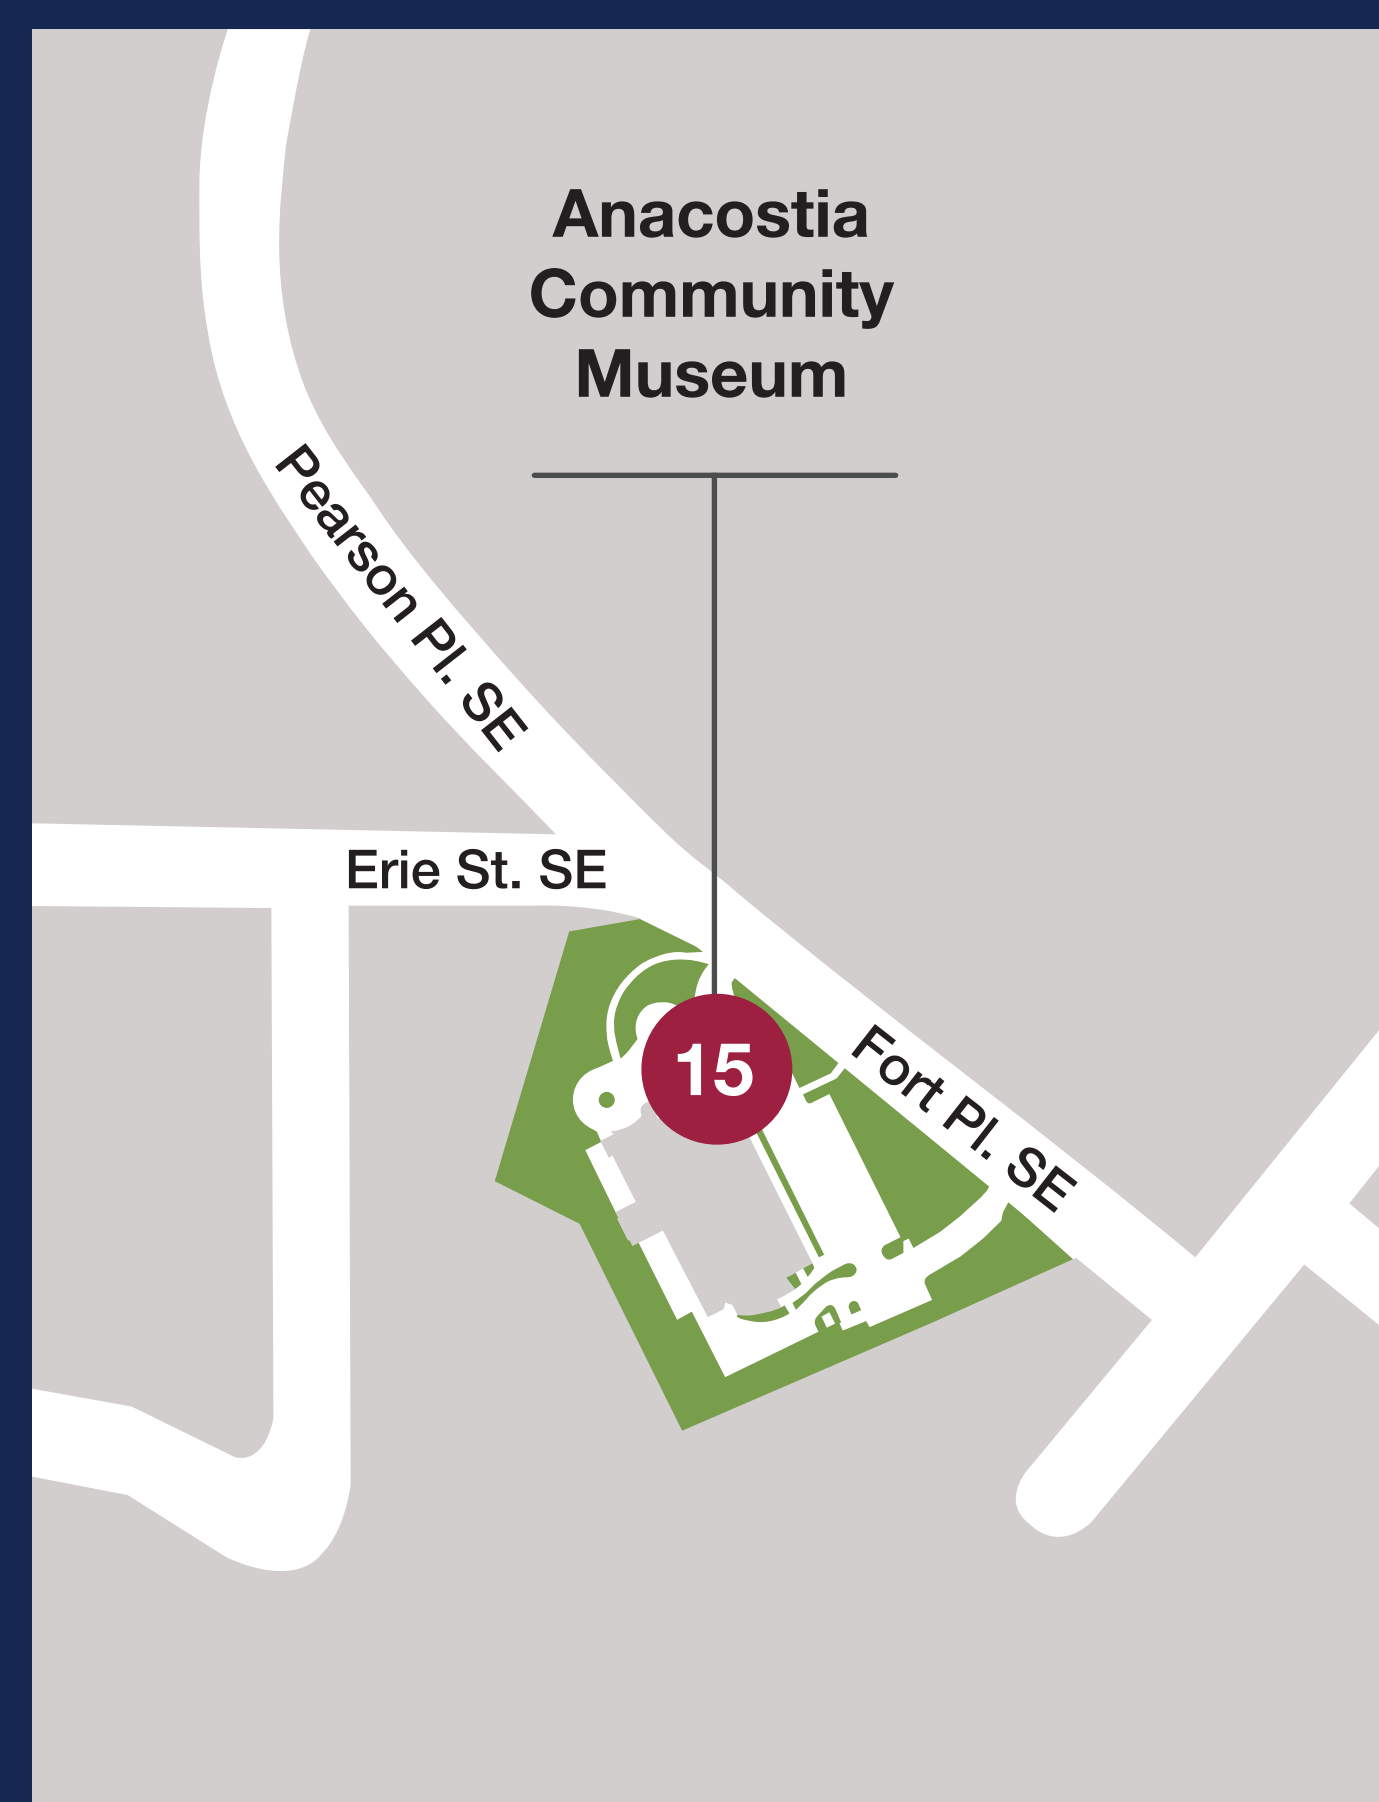 Anacostia
Community
Museum
Pearson Pl. SE
Erie St. SE
15
Fort Pl. SE